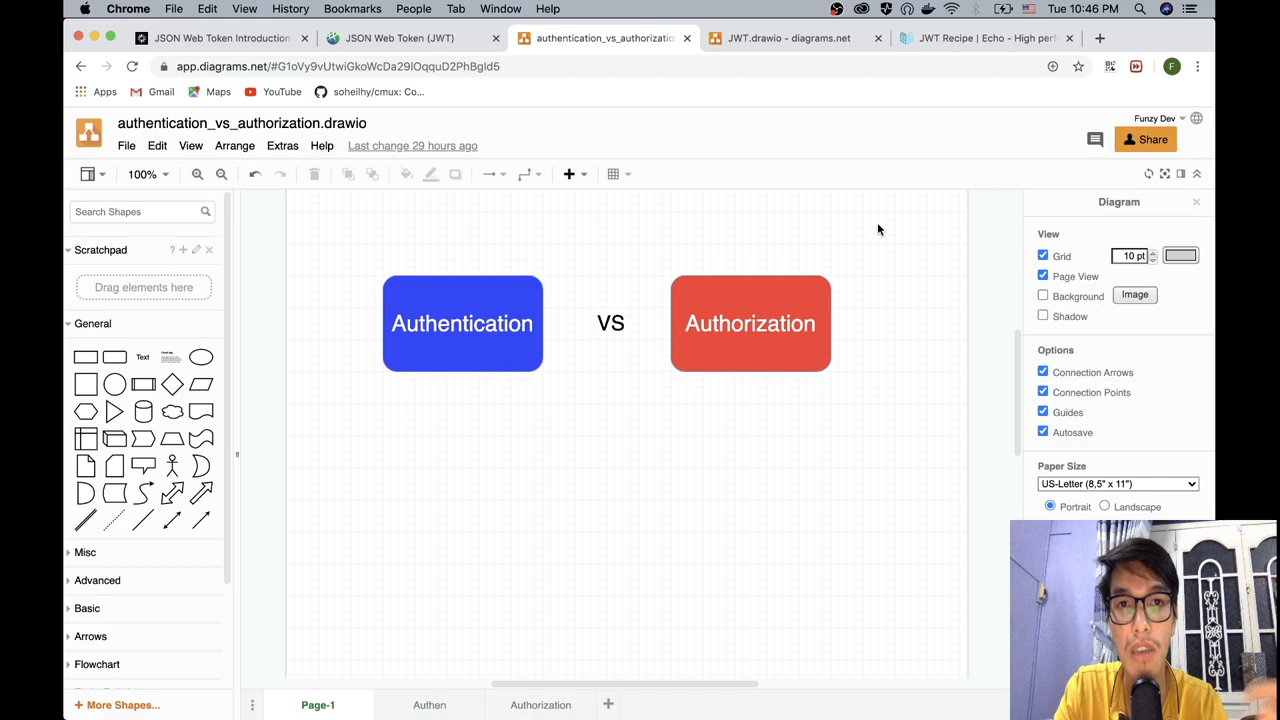 Chrome File Edit View History Bookmarks People Tab Window Help Tue 10:46 PM
JSON Web Token Introduction × JSON Web Token (JWT) × authentication_vs_authorizatio × JWT.drawio - diagrams.net × JWT Recipe | Echo - High perf × +
app.diagrams.net/#G1oVy9vUtwiGkoWcDa29lOqquD2PhBgld5 F
Apps Gmail Maps YouTube soheilhy/cmux: Co...
authentication_vs_authorization.drawio Funzy Dev
File Edit View Arrange Extras Help Last change 29 hours ago Share
100%
Search Shapes
Scratchpad ?
Drag elements here
General
Text
Misc
Advanced
Basic
Arrows
Flowchart
+ More Shapes...
Authentication VS Authorization
Diagram
View
Grid 10 pt
Page View
Background Image
Shadow
Options
Connection Arrows
Connection Points
Guides
Autosave
Paper Size
US-Letter (8,5" x 11")
Portrait Landscape
Page-1 Authen Authorization